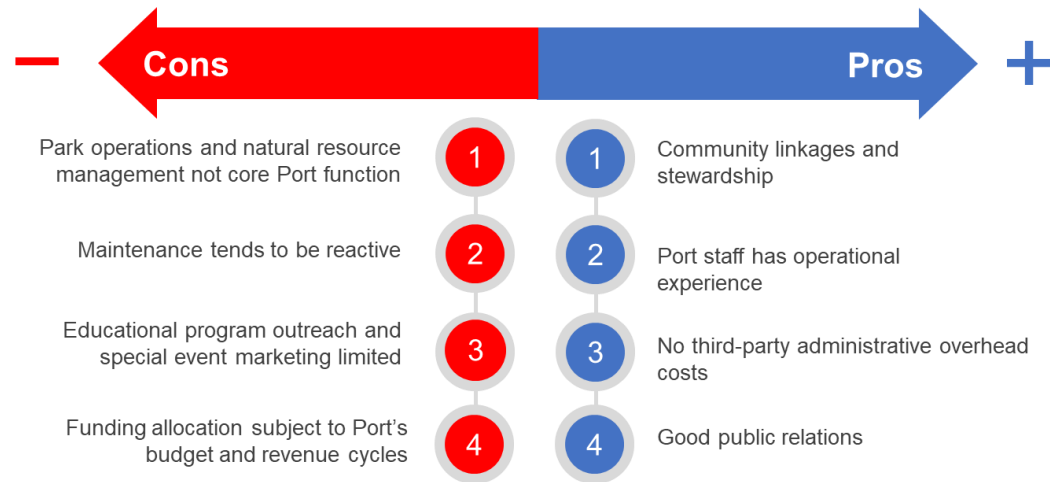 − Cons Pros +
Park operations and natural resource
management not core Port function
1
1
Community linkages and
stewardship
Maintenance tends to be reactive
2
2
Port staff has operational
experience
Educational program outreach and
special event marketing limited
3
3
No third-party administrative overhead
costs
Funding allocation subject to Port’s
budget and revenue cycles
4
4
Good public relations